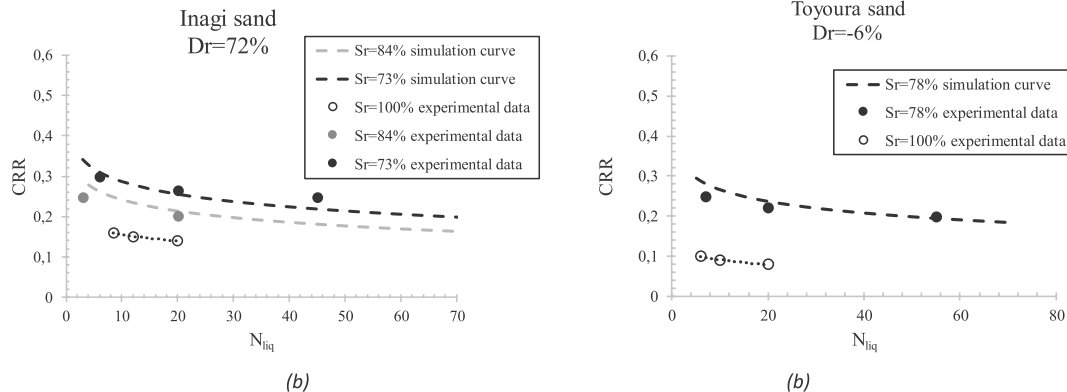 Inagi sand
Dr=72%
0,6
0,5
0,4
0,3
0,2
0,1
0
CRR
0 10 20 30 40 50 60 70
N_liq
Sr=84% simulation curve
Sr=73% simulation curve
Sr=100% experimental data
Sr=84% experimental data
Sr=73% experimental data
(b)
Toyoura sand
Dr=-6%
0,6
0,5
0,4
0,3
0,2
0,1
0
CRR
0 20 40 60 80
N_liq
Sr=78% simulation curve
Sr=78% experimental data
Sr=100% experimental data
(b)